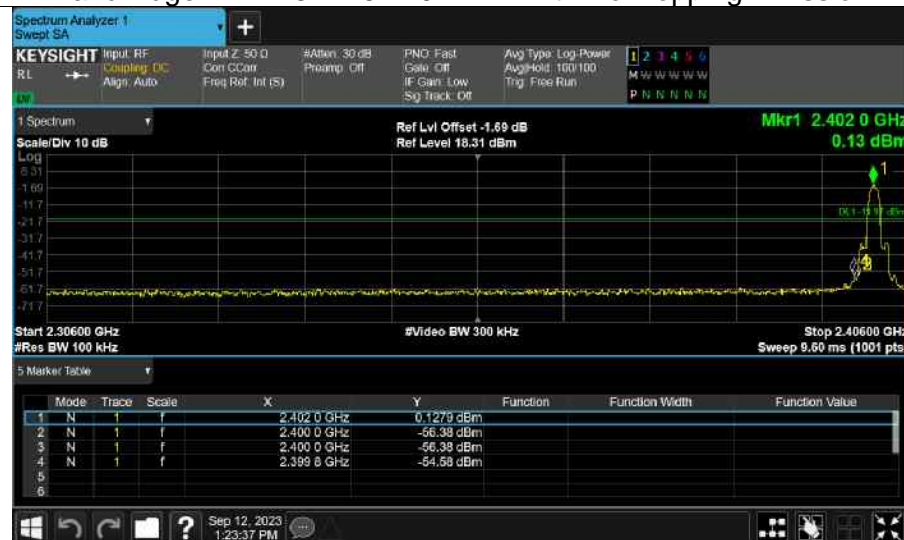 Spectrum Analyzer 1
Swept SA
+
KEYSIGHT
RL
Input: RF
Coupling: DC
Align: Auto
Input Z: 50 Ω
Corr CCorr
Freq Ref: Int (S)
#Atten: 30 dB
Preamp: Off
PNO: Fast
Gate: Off
IF Gain: Low
Sig Track: Off
Avg Type: Log-Power
Avg|Hold: 100/100
Trig: Free Run
1 2 3 4 5 6
M W W W W W
P N N N N N
1 Spectrum
Scale/Div 10 dB
Ref Lvl Offset -1.69 dB
Ref Level 18.31 dBm
Mkr1 2.402 0 GHz
0.13 dBm
Log
8.31
-1.69
-11.7
-21.7
-31.7
-41.7
-51.7
-61.7
-71.7
1
Start 2.30600 GHz
#Res BW 100 kHz
#Video BW 300 kHz
Stop 2.40600 GHz
Sweep 9.60 ms (1001 pts
5 Marker Table
Mode Trace Scale X Y Function Function Width Function Value
1 N 1 f 2.402 0 GHz 0.1279 dBm
2 N 1 f 2.400 0 GHz -56.38 dBm
3 N 1 f 2.400 0 GHz -56.38 dBm
4 N 1 f 2.399 8 GHz -54.58 dBm
5
6
?
Sep 12, 2023
1:23:37 PM